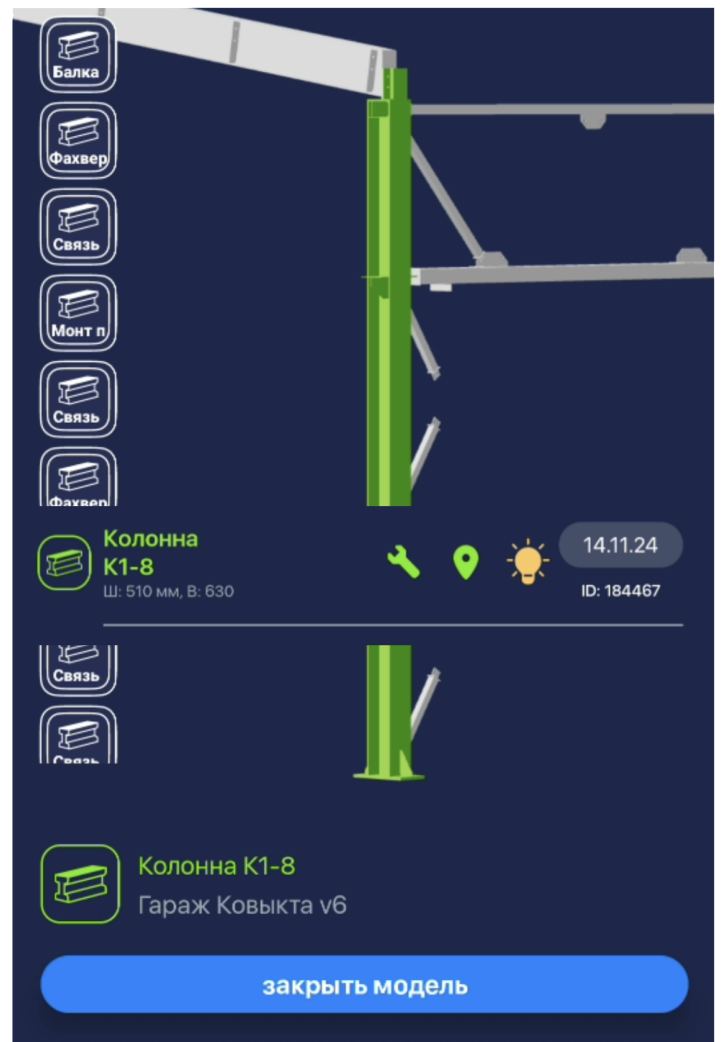 Балка
Фахвер
Связь
Монт п
Связь
Фахвер
Колонна
К1-8
Ш: 510 мм, В: 630
14.11.24
ID: 184467
Связь
Связь
Колонна К1-8
Гараж Ковыкта v6
закрыть модель